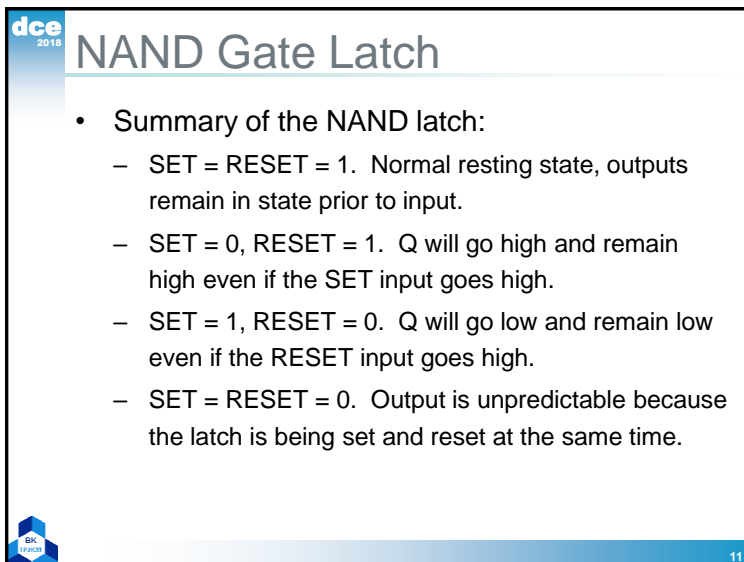 dce
2018
NAND Gate Latch
• Summary of the NAND latch:
– SET = RESET = 1. Normal resting state, outputs
remain in state prior to input.
– SET = 0, RESET = 1. Q will go high and remain
high even if the SET input goes high.
– SET = 1, RESET = 0. Q will go low and remain low
even if the RESET input goes high.
– SET = RESET = 0. Output is unpredictable because
the latch is being set and reset at the same time.
BK
TP.HCM
11